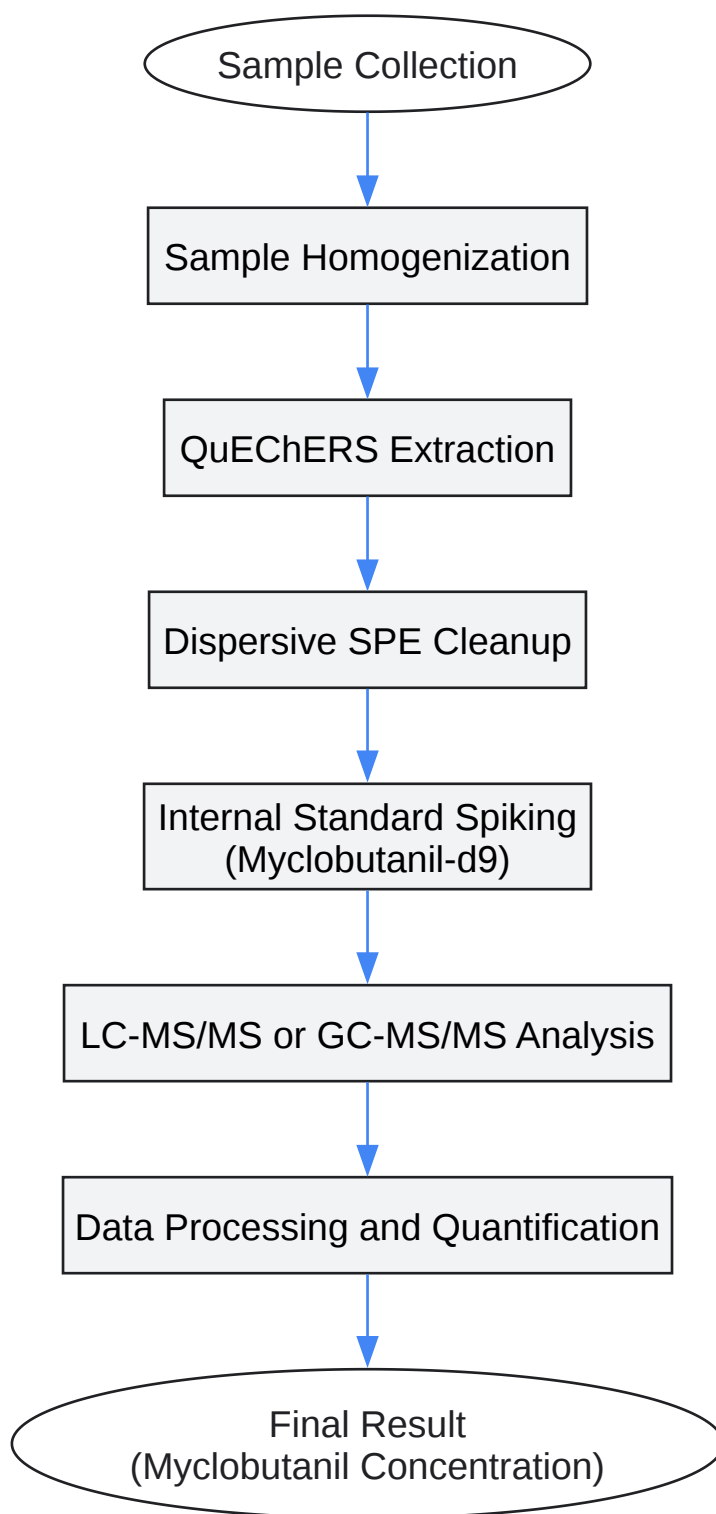 Sample Collection
Sample Homogenization
QuEChERS Extraction
Dispersive SPE Cleanup
Internal Standard Spiking
(Myclobutanil-d9)
LC-MS/MS or GC-MS/MS Analysis
Data Processing and Quantification
Final Result
(Myclobutanil Concentration)